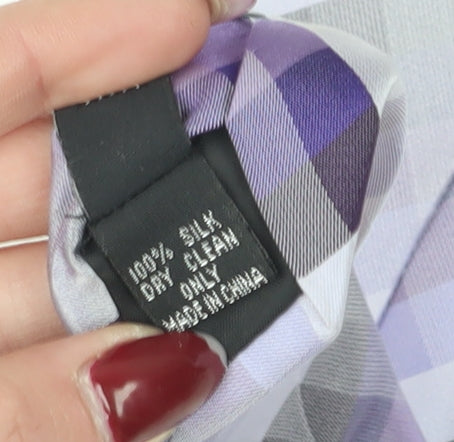 100% SILK
DRY CLEAN
ONLY
MADE IN CHINA